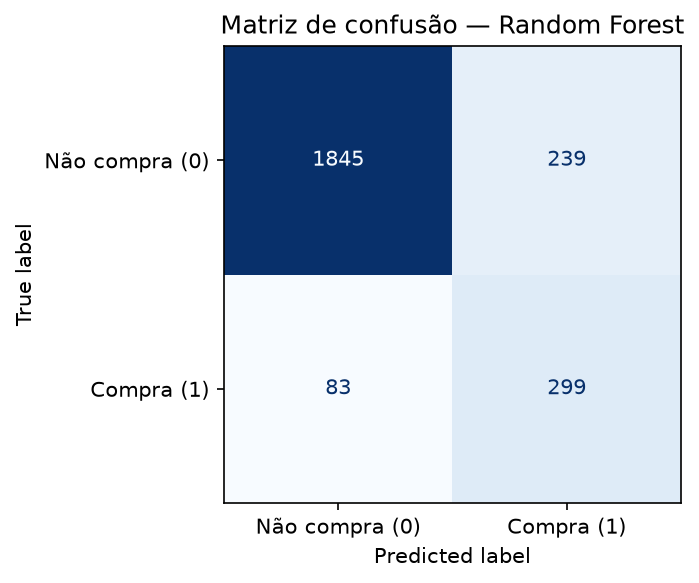 Matriz de confusão — Random Forest
True label
Não compra (0)
1845
239
Compra (1)
83
299
Não compra (0)
Compra (1)
Predicted label